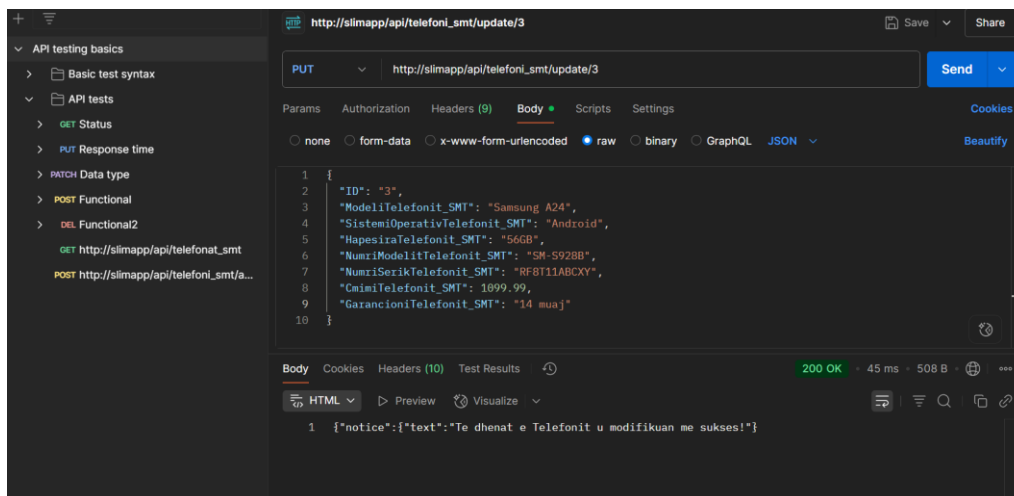 http://slimapp/api/telefoni_smt/update/3
Save
Share
API testing basics
Basic test syntax
API tests
GET Status
PUT Response time
PATCH Data type
POST Functional
DEL Functional2
GET http://slimapp/api/telefonat_smt
POST http://slimapp/api/telefoni_smt/a...
PUT http://slimapp/api/telefoni_smt/update/3 Send
Params Authorization Headers (9) Body Scripts Settings Cookies
none form-data x-www-form-urlencoded raw binary GraphQL JSON Beautify
1 {
2 "ID": "3",
3 "ModeliTelefonit_SMT": "Samsung A24",
4 "SistemiOperativTelefonit_SMT": "Android",
5 "HapesiraTelefonit_SMT": "56GB",
6 "NumriModelitTelefonit_SMT": "SM-S928B",
7 "NumriSerikTelefonit_SMT": "RF8T11ABCXY",
8 "CmimiTelefonit_SMT": 1099.99,
9 "GarancioniTelefonit_SMT": "14 muaj"
10 }
Body Cookies Headers (10) Test Results 200 OK 45 ms 508 B
HTML Preview Visualize
1 {"notice":{"text":"Te dhenat e Telefonit u modifikuan me sukses!"}